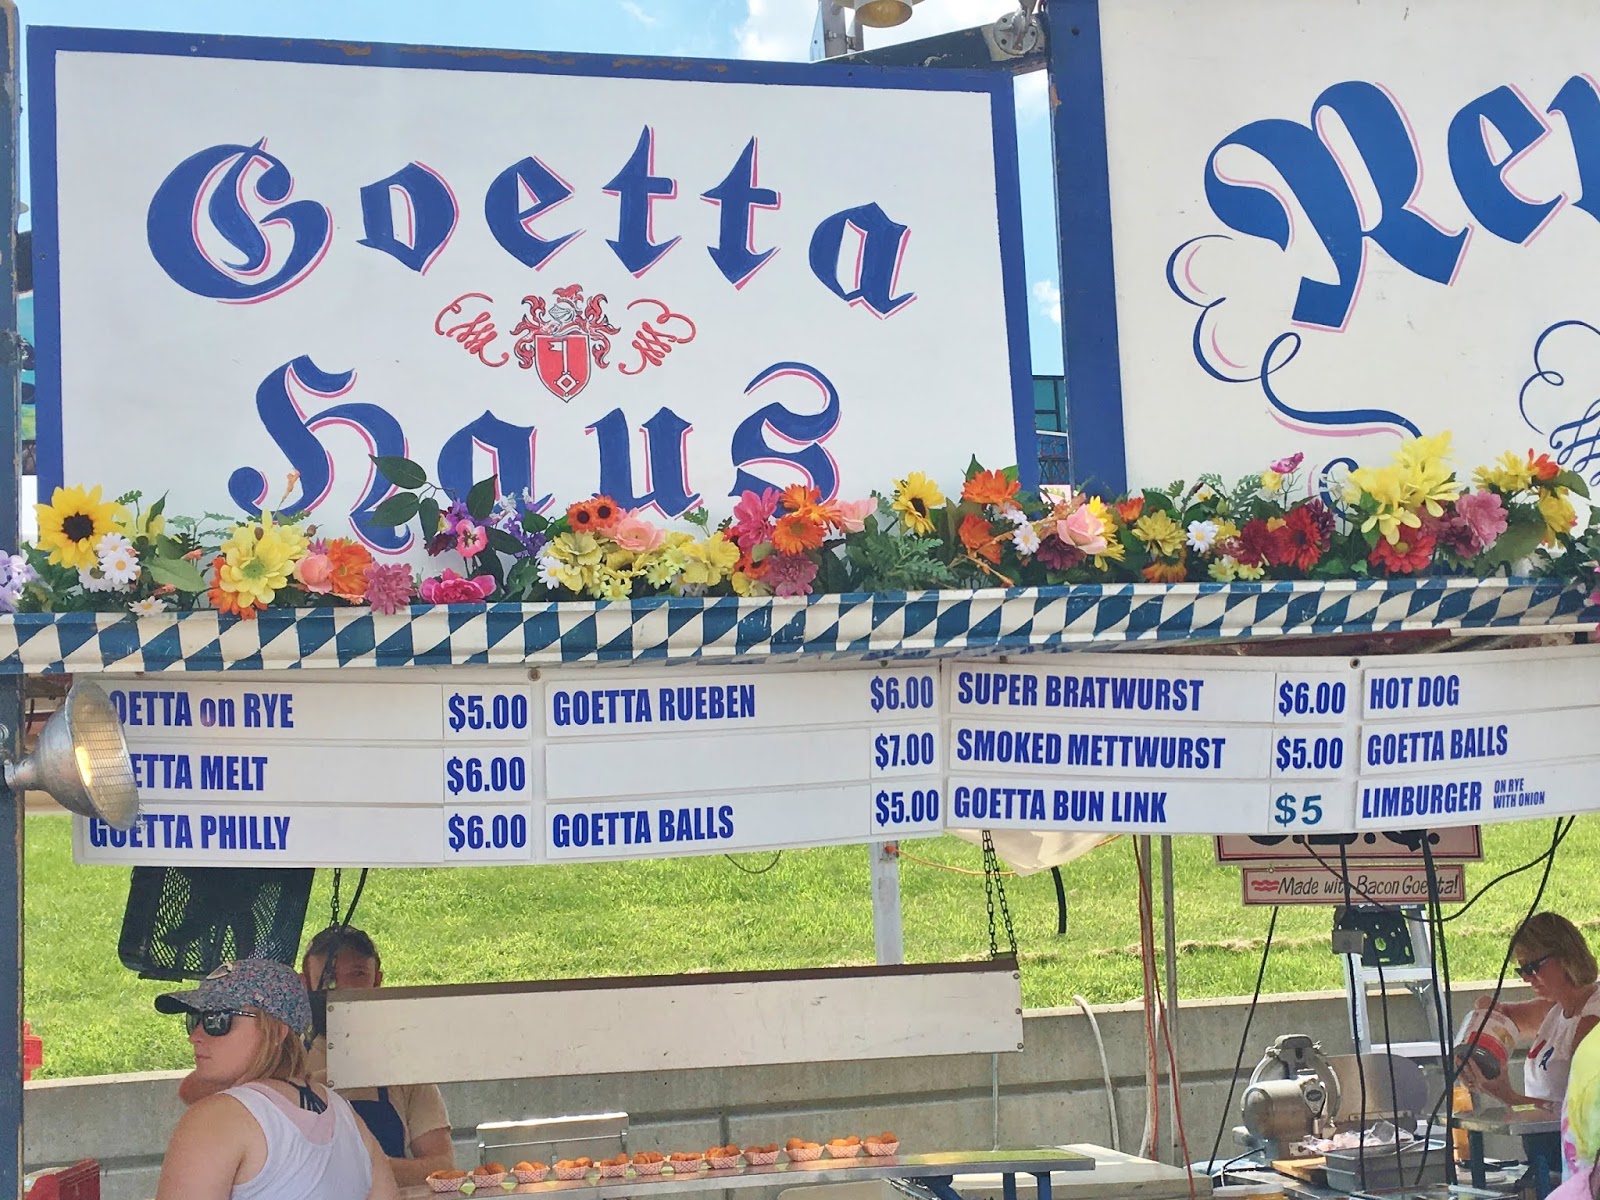 Goetta
Haus
OETTA on RYE $5.00
ETTA MELT $6.00
GOETTA PHILLY $6.00
GOETTA RUEBEN $6.00
$7.00
GOETTA BALLS $5.00
SUPER BRATWURST $6.00
SMOKED METTWURST $5.00
GOETTA BUN LINK $5
HOT DOG
GOETTA BALLS
LIMBURGER ON RYE
WITH ONION
Made with Bacon Goetta!